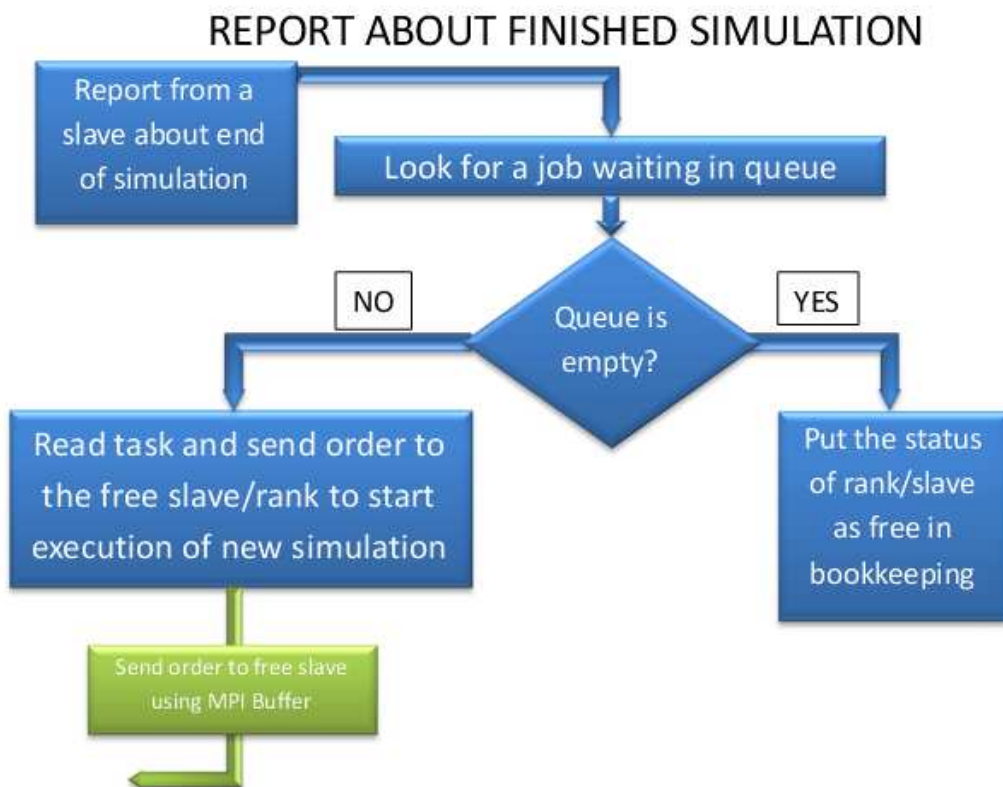 REPORT ABOUT FINISHED SIMULATION
Report from a
slave about end
of simulation
Look for a job waiting in queue
NO
YES
Queue is
empty?
Read task and send order to
the free slave/rank to start
execution of new simulation
Put the status
of rank/slave
as free in
bookkeeping
Send order to free slave
using MPI Buffer